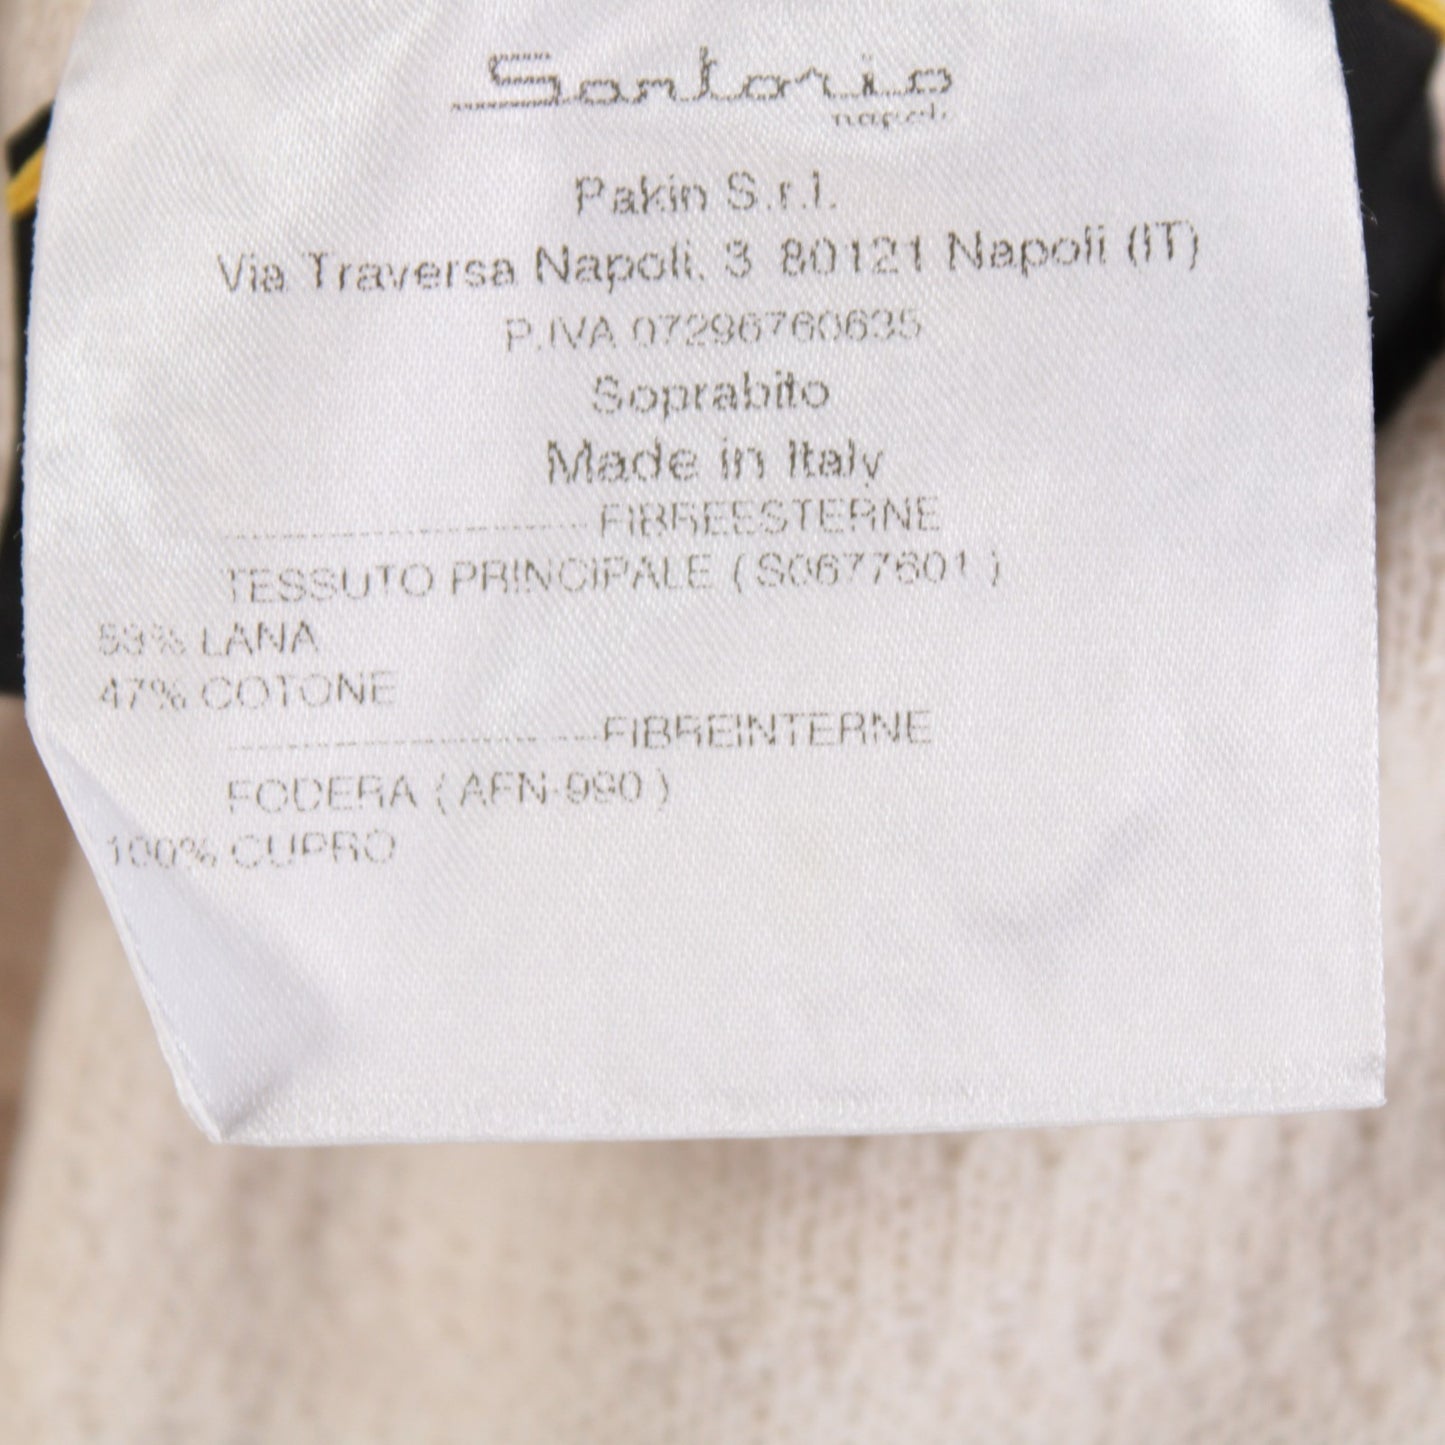 Sartorio
napoli
Pakin S.r.l.
Via Traversa Napoli, 3 80121 Napoli (IT)
P.IVA 07296760635
Soprabito
Made in Italy
--------------------------FIBREESTERNE
TESSUTO PRINCIPALE ( S0677601 )
53% LANA
47% COTONE
--------------------------FIBREINTERNE
FODERA ( AFN-990 )
100% CUPRO